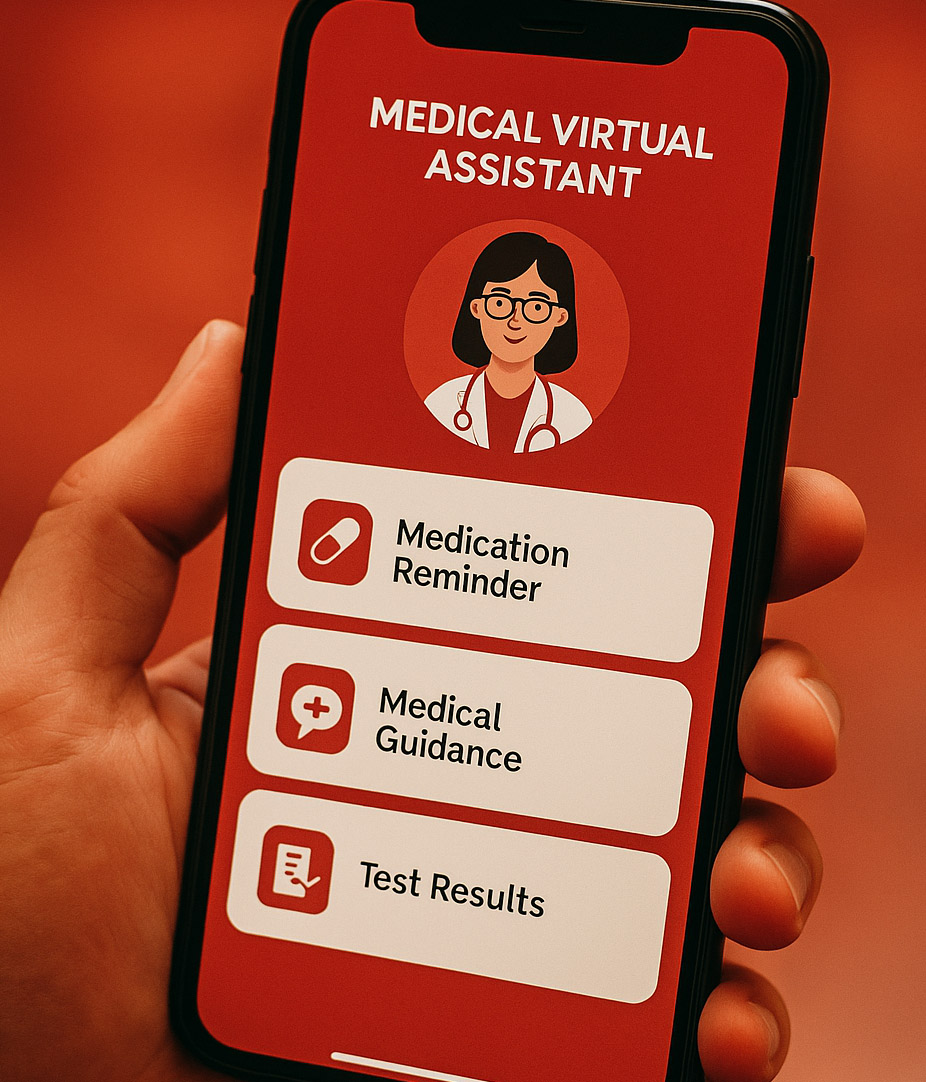 MEDICAL VIRTUAL
ASSISTANT
Medication
Reminder
Medical
Guidance
Test Results